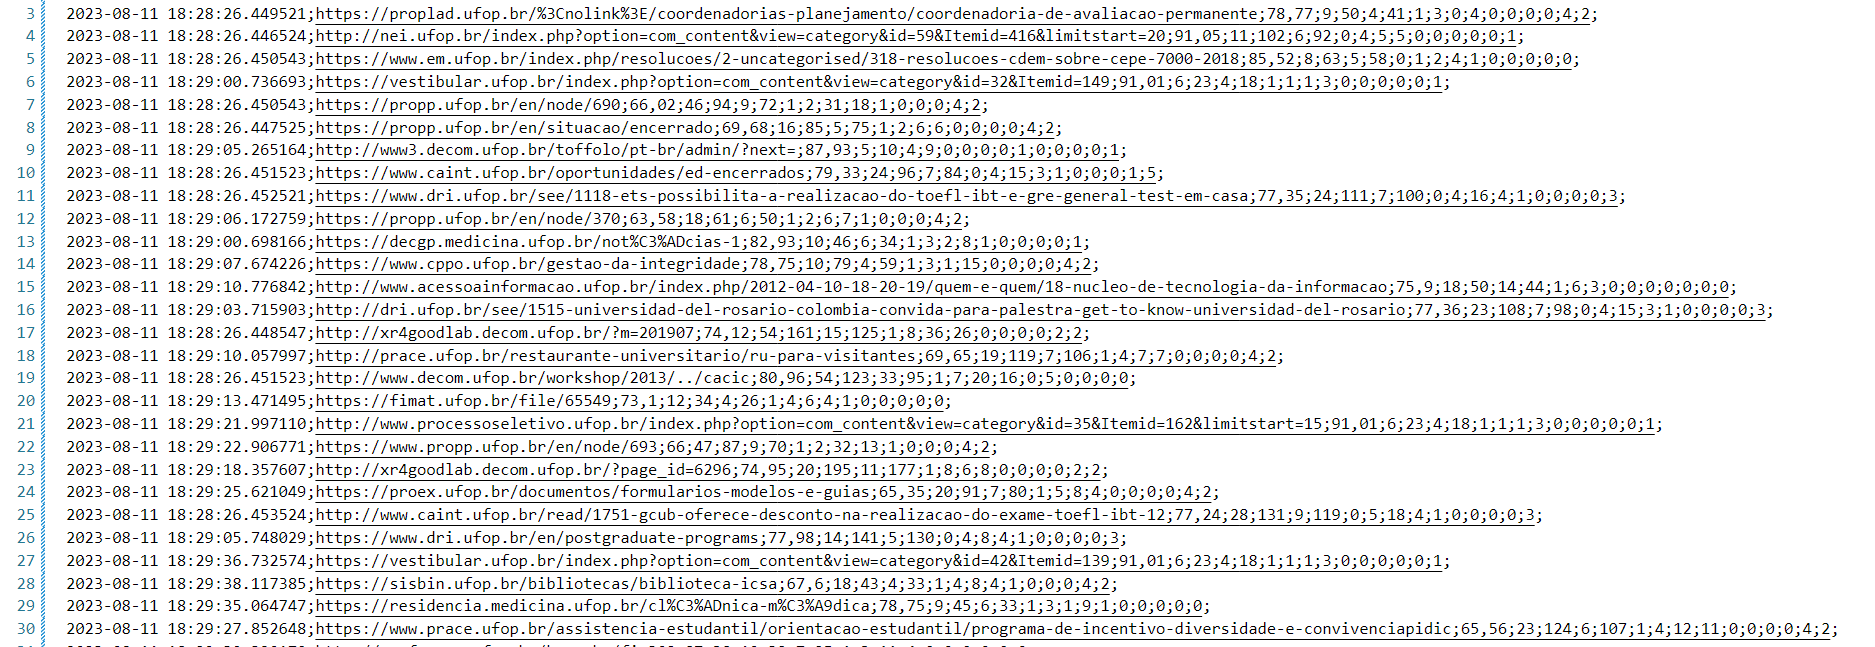 3 2023-08-11 18:28:26.449521;https://proplad.ufop.br/%3Cnolink%3E/coordenadorias-planejamento/coordenadoria-de-avaliacao-permanente;78,77;9;50;4;41;1;3;0;4;0;0;0;0;4;2;
4 2023-08-11 18:28:26.446524;http://nei.ufop.br/index.php?option=com_content&view=category&id=59&Itemid=416&limitstart=20;91,05;11;102;6;92;0;4;5;5;0;0;0;0;0;1;
5 2023-08-11 18:28:26.450543;https://www.em.ufop.br/index.php/resolucoes/2-uncategorised/318-resolucoes-cdem-sobre-cepe-7000-2018;85,52;8;63;5;58;0;1;2;4;1;0;0;0;0;0;
6 2023-08-11 18:29:00.736693;https://vestibular.ufop.br/index.php?option=com_content&view=category&id=32&Itemid=149;91,01;6;23;4;18;1;1;1;3;0;0;0;0;0;1;
7 2023-08-11 18:28:26.450543;https://propp.ufop.br/en/node/690;66,02;46;94;9;72;1;2;31;18;1;0;0;0;4;2;
8 2023-08-11 18:28:26.447525;https://propp.ufop.br/en/situacao/encerrado;69,68;16;85;5;75;1;2;6;6;0;0;0;0;4;2;
9 2023-08-11 18:29:05.265164;http://www3.decom.ufop.br/toffolo/pt-br/admin/?next=;87,93;5;10;4;9;0;0;0;0;1;0;0;0;0;1;
10 2023-08-11 18:28:26.451523;https://www.caint.ufop.br/oportunidades/ed-encerrados;79,33;24;96;7;84;0;4;15;3;1;0;0;0;1;5;
11 2023-08-11 18:28:26.452521;https://www.dri.ufop.br/see/1118-ets-possibilita-a-realizacao-do-toefl-ibt-e-gre-general-test-em-casa;77,35;24;111;7;100;0;4;16;4;1;0;0;0;0;3;
12 2023-08-11 18:29:06.172759;https://propp.ufop.br/en/node/370;63,58;18;61;6;50;1;2;6;7;1;0;0;0;4;2;
13 2023-08-11 18:29:00.698166;https://decgp.medicina.ufop.br/not%C3%ADcias-1;82,93;10;46;6;34;1;3;2;8;1;0;0;0;0;1;
14 2023-08-11 18:29:07.674226;https://www.cppo.ufop.br/gestao-da-integridade;78,75;10;79;4;59;1;3;1;15;0;0;0;0;4;2;
15 2023-08-11 18:29:10.776842;http://www.acessoainformacao.ufop.br/index.php/2012-04-10-18-20-19/quem-e-quem/18-nucleo-de-tecnologia-da-informacao;75,9;18;50;14;44;1;6;3;0;0;0;0;0;0;0;
16 2023-08-11 18:29:03.715903;http://dri.ufop.br/see/1515-universidad-del-rosario-colombia-convida-para-palestra-get-to-know-universidad-del-rosario;77,36;23;108;7;98;0;4;15;3;1;0;0;0;0;3;
17 2023-08-11 18:28:26.448547;http://xr4goodlab.decom.ufop.br/?m=201907;74,12;54;161;15;125;1;8;36;26;0;0;0;0;2;2;
18 2023-08-11 18:29:10.057997;http://prace.ufop.br/restaurante-universitario/ru-para-visitantes;69,65;19;119;7;106;1;4;7;7;0;0;0;0;4;2;
19 2023-08-11 18:28:26.451523;http://www.decom.ufop.br/workshop/2013/../cacic;80,96;54;123;33;95;1;7;20;16;0;5;0;0;0;0;
20 2023-08-11 18:29:13.471495;https://fimat.ufop.br/file/65549;73,1;12;34;4;26;1;4;6;4;1;0;0;0;0;0;
21 2023-08-11 18:29:21.997110;http://www.processoseletivo.ufop.br/index.php?option=com_content&view=category&id=35&Itemid=162&limitstart=15;91,01;6;23;4;18;1;1;1;3;0;0;0;0;0;1;
22 2023-08-11 18:29:22.906771;https://www.propp.ufop.br/en/node/693;66,47;87;9;70;1;2;32;13;1;0;0;0;4;2;
23 2023-08-11 18:29:18.357607;http://xr4goodlab.decom.ufop.br/?page_id=6296;74,95;20;195;11;177;1;8;6;8;0;0;0;0;2;2;
24 2023-08-11 18:29:25.621049;https://proex.ufop.br/documentos/formularios-modelos-e-guias;65,35;20;91;7;80;1;5;8;4;0;0;0;0;4;2;
25 2023-08-11 18:28:26.453524;http://www.caint.ufop.br/read/1751-gcub-oferece-desconto-na-realizacao-do-exame-toefl-ibt-12;77,24;28;131;9;119;0;5;18;4;1;0;0;0;0;3;
26 2023-08-11 18:29:05.748029;https://www.dri.ufop.br/en/postgraduate-programs;77,98;14;141;5;130;0;4;8;4;1;0;0;0;0;3;
27 2023-08-11 18:29:36.732574;https://vestibular.ufop.br/index.php?option=com_content&view=category&id=42&Itemid=139;91,01;6;23;4;18;1;1;1;3;0;0;0;0;0;1;
28 2023-08-11 18:29:38.117385;https://sisbin.ufop.br/bibliotecas/biblioteca-icsa;67,6;18;43;4;33;1;4;8;4;1;0;0;0;4;2;
29 2023-08-11 18:29:35.064747;https://residencia.medicina.ufop.br/cl%C3%ADnica-m%C3%A9dica;78,75;9;45;6;33;1;3;1;9;1;0;0;0;0;0;
30 2023-08-11 18:29:27.852648;https://www.prace.ufop.br/assistencia-estudantil/orientacao-estudantil/programa-de-incentivo-diversidade-e-convivenciapidic;65,56;23;124;6;107;1;4;12;11;0;0;0;0;4;2;